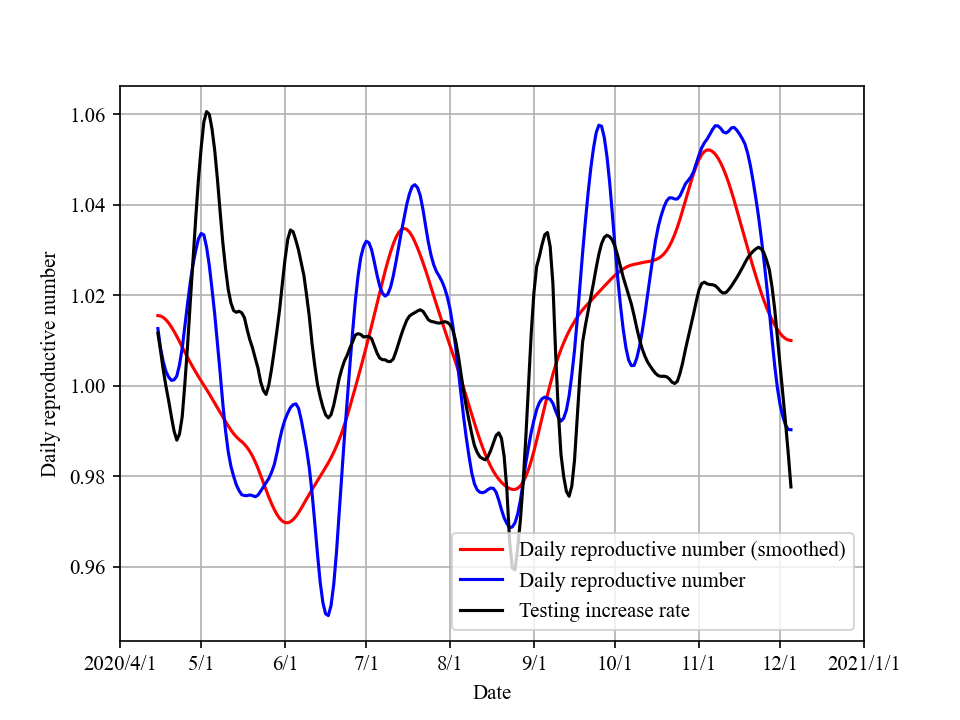 1.06
1.04
1.02
1.00
0.98
0.96
Daily reproductive number
Daily reproductive number (smoothed)
Daily reproductive number
Testing increase rate
2020/4/1 5/1 6/1 7/1 8/1 9/1 10/1 11/1 12/1 2021/1/1
Date